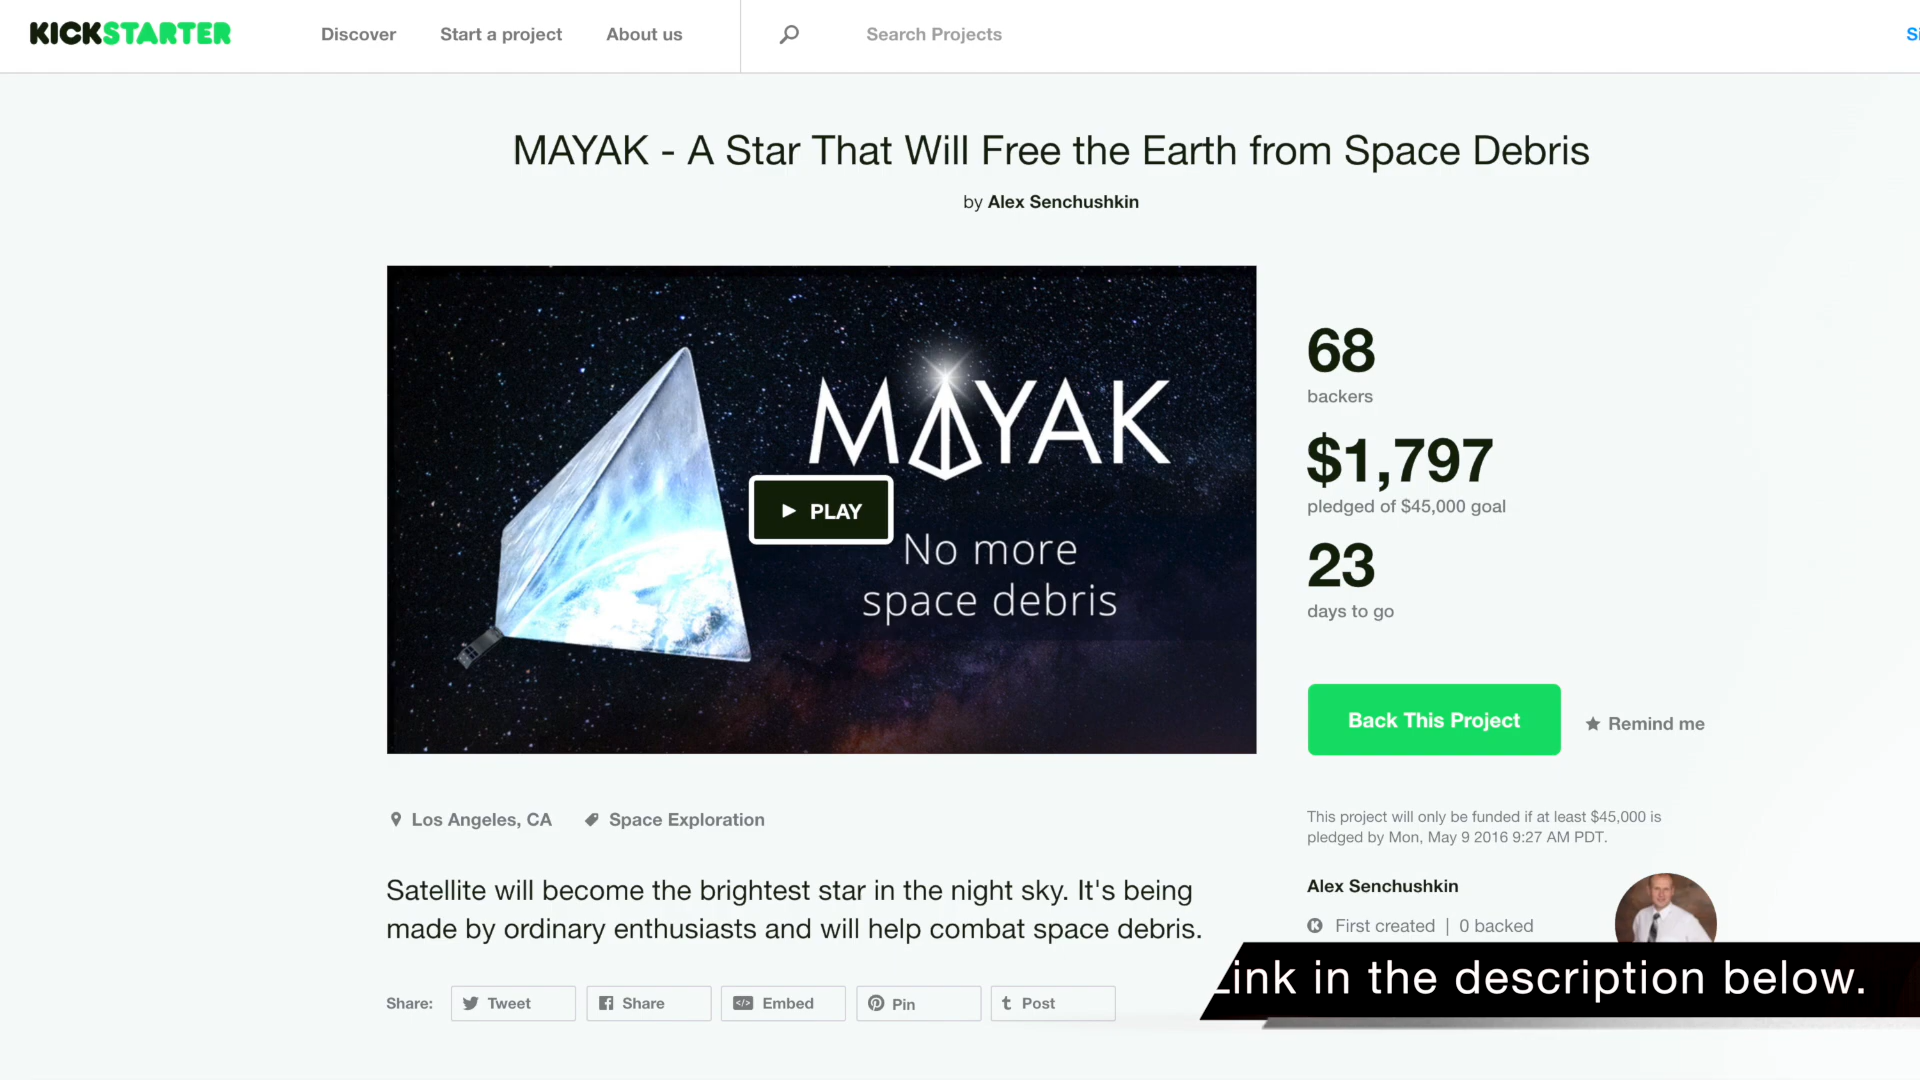 KICKSTARTER
Discover
Start a project
About us
Search Projects
MAYAK - A Star That Will Free the Earth from Space Debris
by Alex Senchushkin
MAYAK
PLAY
No more
space debris
68
backers
$1,797
pledged of $45,000 goal
23
days to go
Back This Project
Remind me
Los Angeles, CA
Space Exploration
This project will only be funded if at least $45,000 is
pledged by Mon, May 9 2016 9:27 AM PDT.
Satellite will become the brightest star in the night sky. It's being
made by ordinary enthusiasts and will help combat space debris.
Alex Senchushkin
First created | 0 backed
Share:
Tweet
Share
Embed
Pin
Post
Link in the description below.